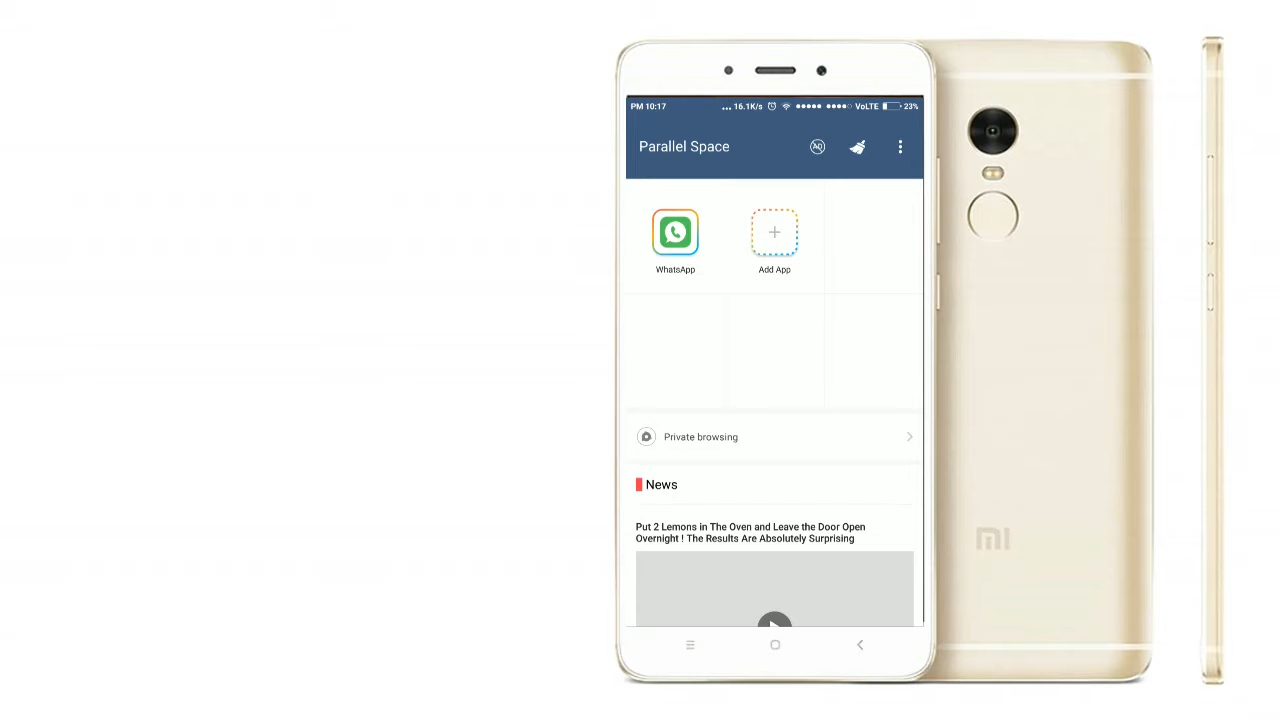 PM 10:17
... 16.1K/s VoLTE 23%
Parallel Space
AD
WhatsApp
Add App
Private browsing
News
Put 2 Lemons in The Oven and Leave the Door Open
Overnight ! The Results Are Absolutely Surprising
mi